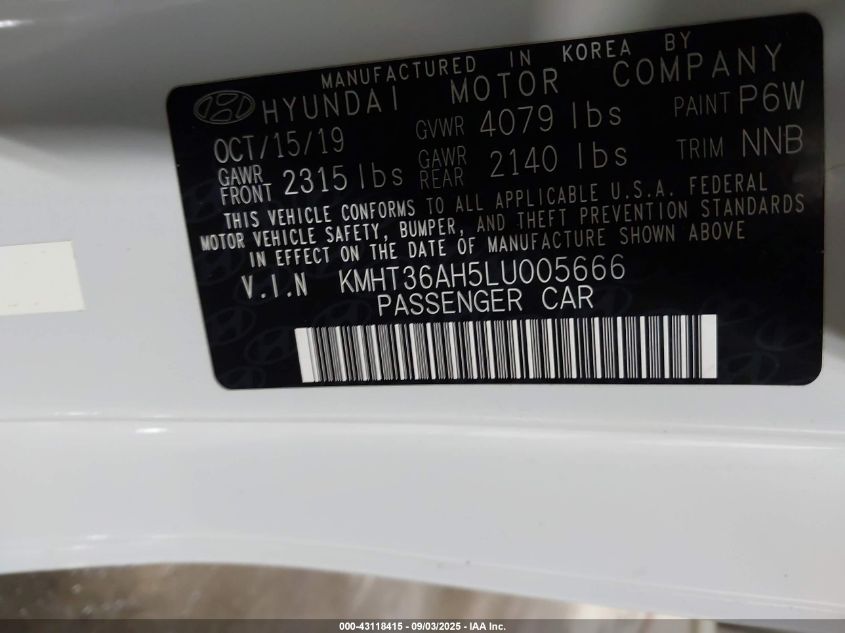 MANUFACTURED IN KOREA BY
HYUNDAI MOTOR COMPANY
OCT/15/19 GVWR 4079 lbs PAINT P6W
GAWR FRONT 2315 lbs GAWR REAR 2140 lbs TRIM NNB
THIS VEHICLE CONFORMS TO ALL APPLICABLE U.S.A. FEDERAL
MOTOR VEHICLE SAFETY, BUMPER, AND THEFT PREVENTION STANDARDS
IN EFFECT ON THE DATE OF MANUFACTURE SHOWN ABOVE
V.I.N KMHT36AH5LU005666
PASSENGER CAR
000-43118415 - 09/03/2025 - IAA Inc.